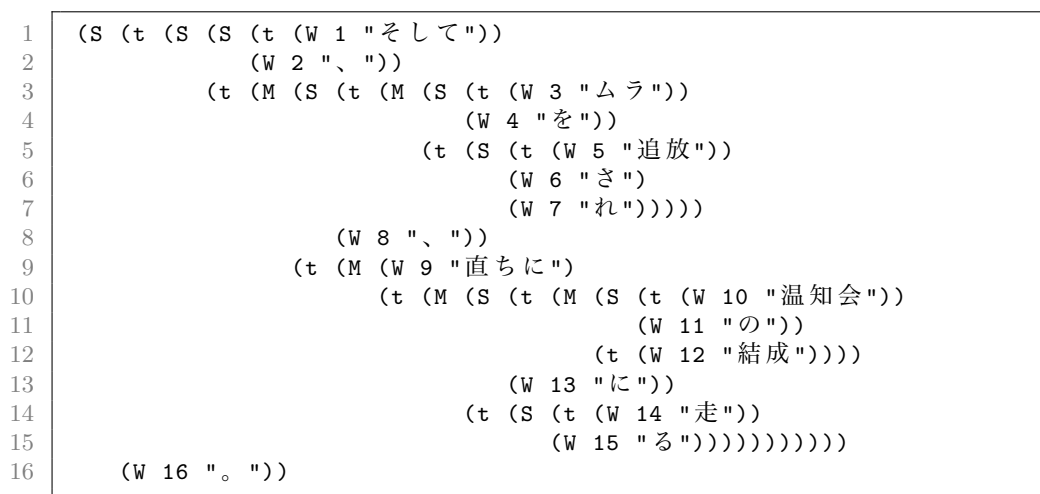 1 (S (t (S (S (t (W 1 "そして"))
2 (W 2 "、"))
3 (t (M (S (t (M (S (t (W 3 "ムラ"))
4 (W 4 "を"))
5 (t (S (t (W 5 "追放"))
6 (W 6 "さ")
7 (W 7 "れ")))))
8 (W 8 "、"))
9 (t (M (W 9 "直ちに")
10 (t (M (S (t (M (S (t (W 10 "温知会"))
11 (W 11 "の"))
12 (t (W 12 "結成"))))
13 (W 13 "に"))
14 (t (S (t (W 14 "走"))
15 (W 15 "る")))))))))))
16 (W 16 "。"))